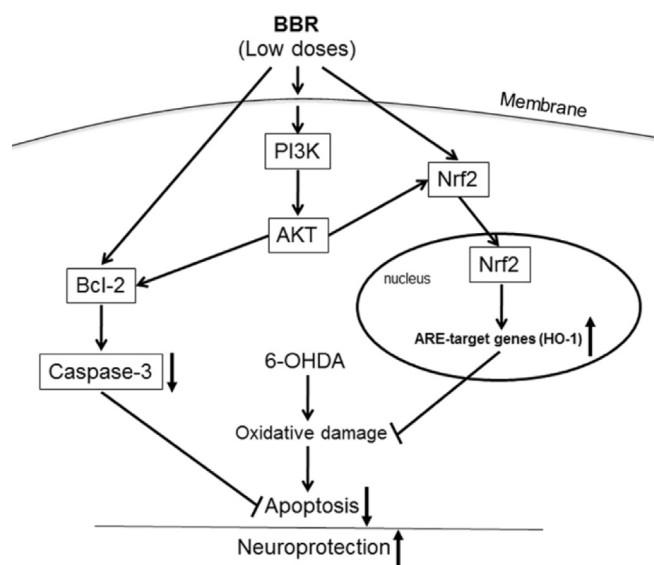 BBR
(Low doses)
Membrane
PI3K
Nrf2
AKT
Nrf2
nucleus
Bcl-2
ARE-target genes (HO-1)
6-OHDA
Caspase-3
Oxidative damage
Apoptosis
Neuroprotection